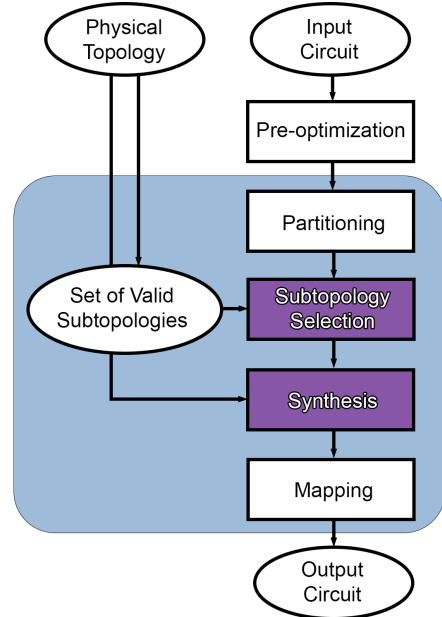 Physical
Topology
Input
Circuit
Pre-optimization
Partitioning
Set of Valid
Subtopologies
Subtopology
Selection
Synthesis
Mapping
Output
Circuit